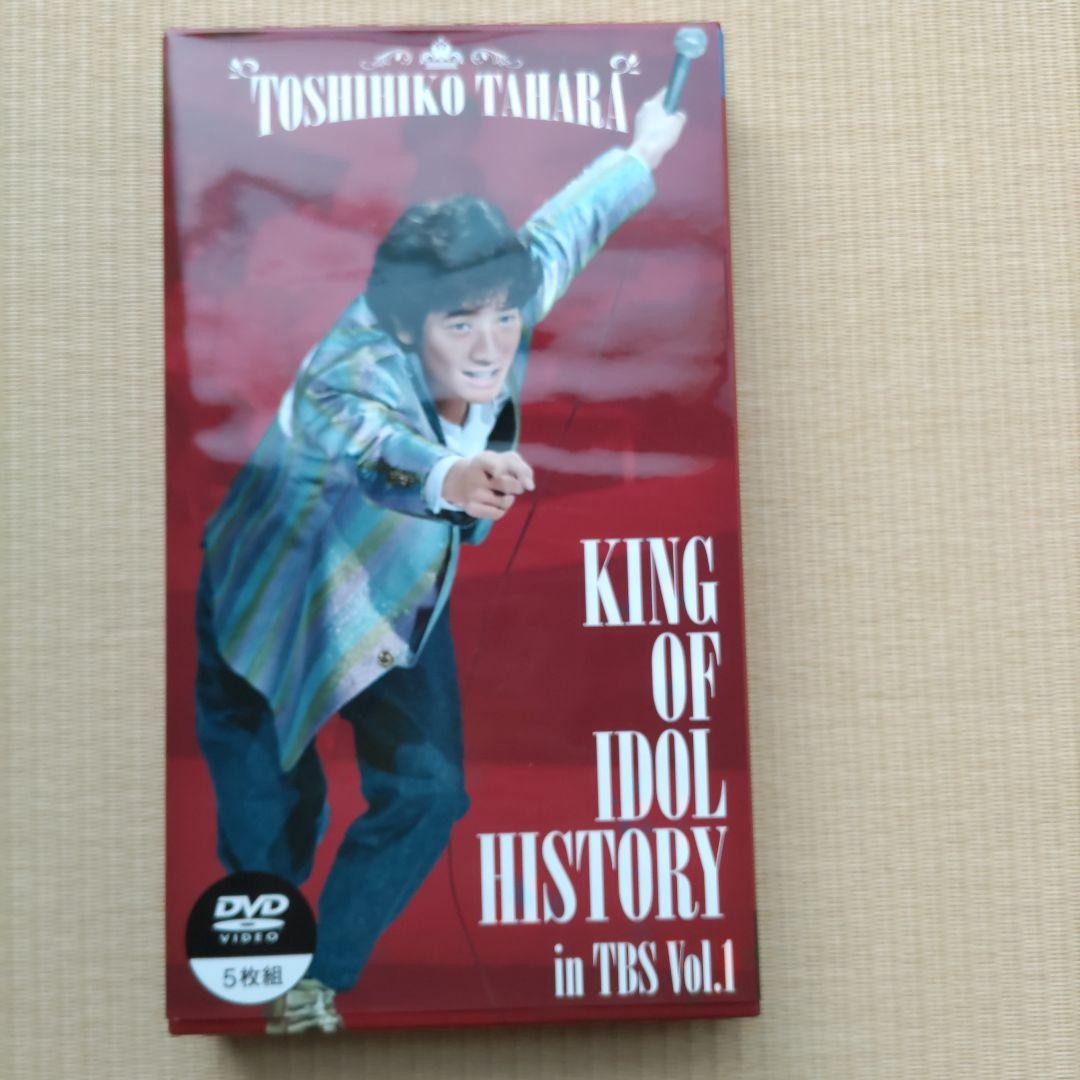 TOSHIHIKO TAHARA
KING
OF
IDOL
HISTORY
in TBS Vol.1
DVD
VIDEO
5枚組